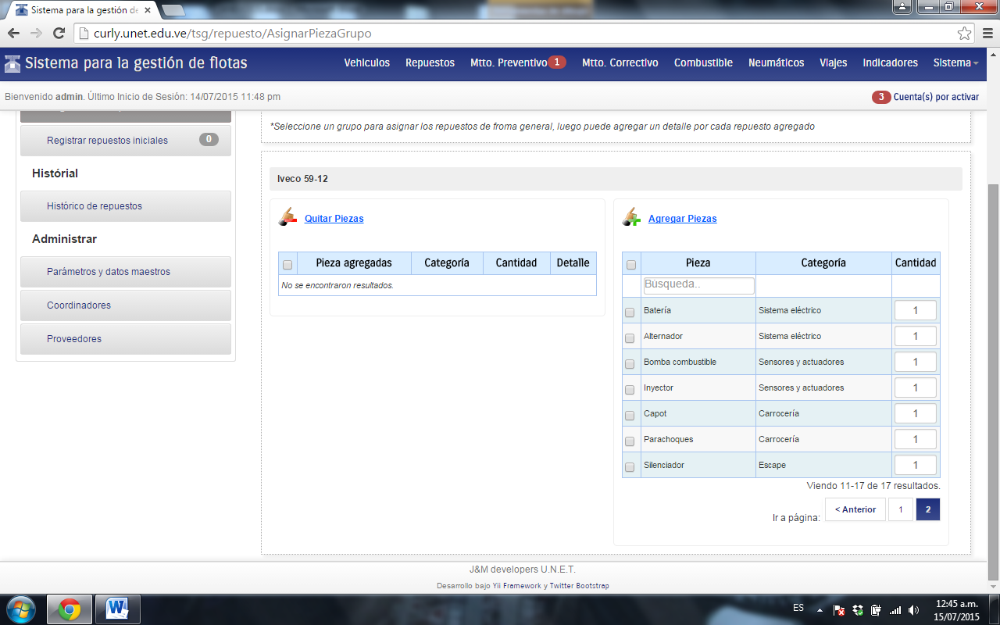 Sistema para la gestión de
curly.unet.edu.ve/tsg/repuesto/AsignarPiezaGrupo
Sistema para la gestión de flotas
Vehiculos Repuestos Mtto. Preventivo 1 Mtto. Correctivo Combustible Neumáticos Viajes Indicadores Sistema
Bienvenido admin. Último Inicio de Sesión: 14/07/2015 11:48 pm
3 Cuenta(s) por activar
Registrar repuestos iniciales 0
Histórial
Histórico de repuestos
Administrar
Parámetros y datos maestros
Coordinadores
Proveedores
*Seleccione un grupo para asignar los repuestos de froma general, luego puede agregar un detalle por cada repuesto agregado
Iveco 59-12
Quitar Piezas
Pieza agregadas Categoría Cantidad Detalle
No se encontraron resultados.
Agregar Piezas
Pieza Categoría Cantidad
Búsqueda..
Batería Sistema eléctrico 1
Alternador Sistema eléctrico 1
Bomba combustible Sensores y actuadores 1
Inyector Sensores y actuadores 1
Capot Carrocería 1
Parachoques Carrocería 1
Silenciador Escape 1
Viendo 11-17 de 17 resultados.
Ir a página: < Anterior 1 2
J&M developers U.N.E.T.
Desarrollo bajo Yii Framework y Twitter Bootstrap
ES
12:45 a.m.
15/07/2015